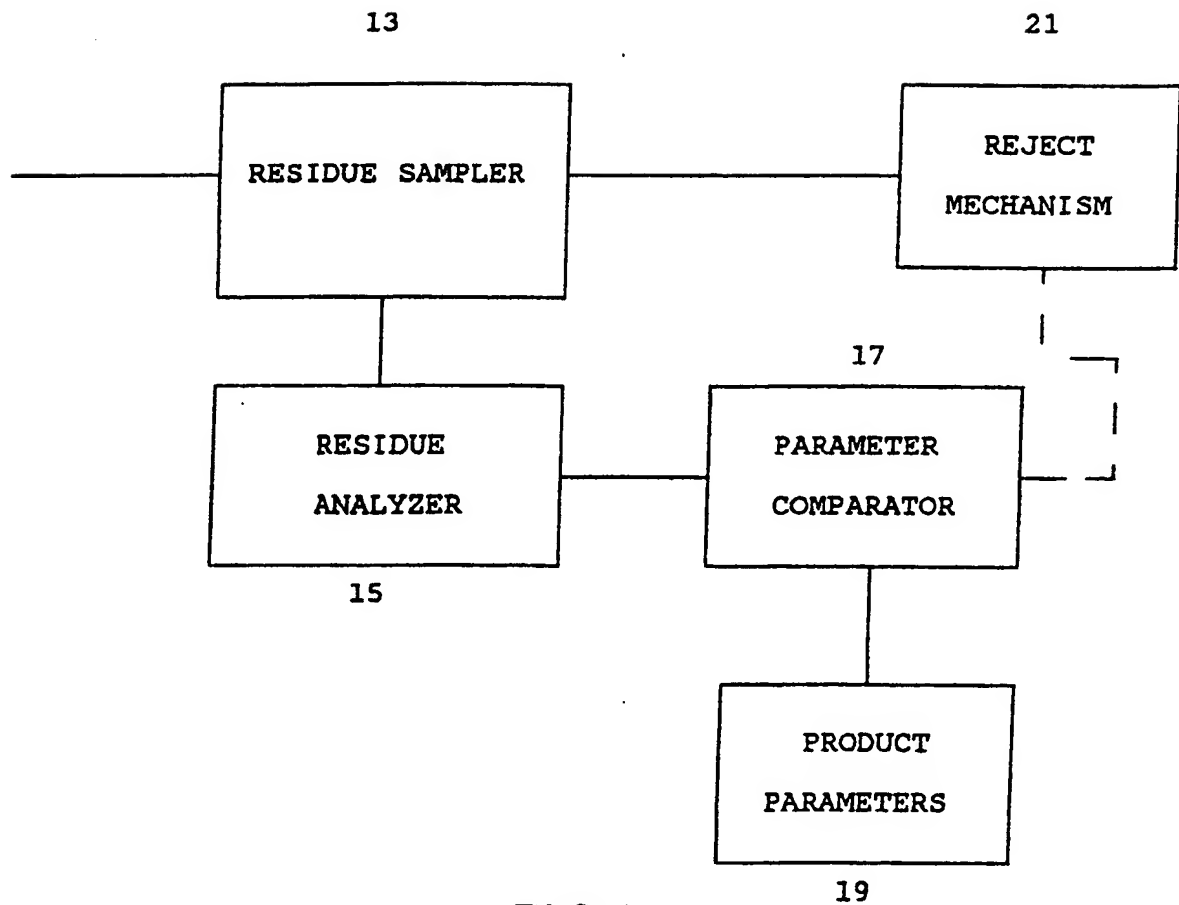 13
21
RESIDUE SAMPLER
REJECT
MECHANISM
17
RESIDUE
ANALYZER
PARAMETER
COMPARATOR
15
PRODUCT
PARAMETERS
19